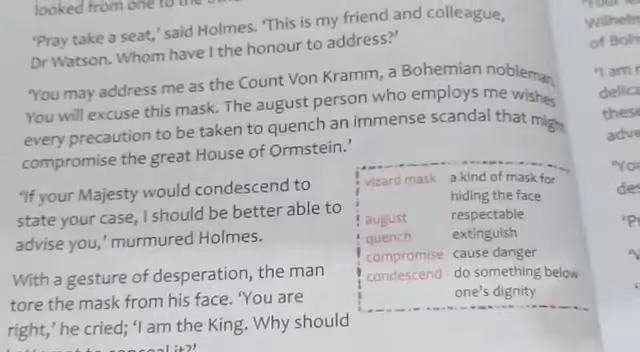 looked from one to the
'Pray take a seat,' said Holmes. 'This is my friend and colleague,
Dr Watson. Whom have I the honour to address?'
'You may address me as the Count Von Kramm, a Bohemian nobleman
You will excuse this mask. The august person who employs me wishes
every precaution to be taken to quench an immense scandal that might
compromise the great House of Ormstein.'
'If your Majesty would condescend to
state your case, I should be better able to
advise you,' murmured Holmes.
With a gesture of desperation, the man
tore the mask from his face. 'You are
right,' he cried; 'I am the King. Why should
vizard mask a kind of mask for
hiding the face
august respectable
quench extinguish
compromise cause danger
condescend do something below
one's dignity
of
'I am
these